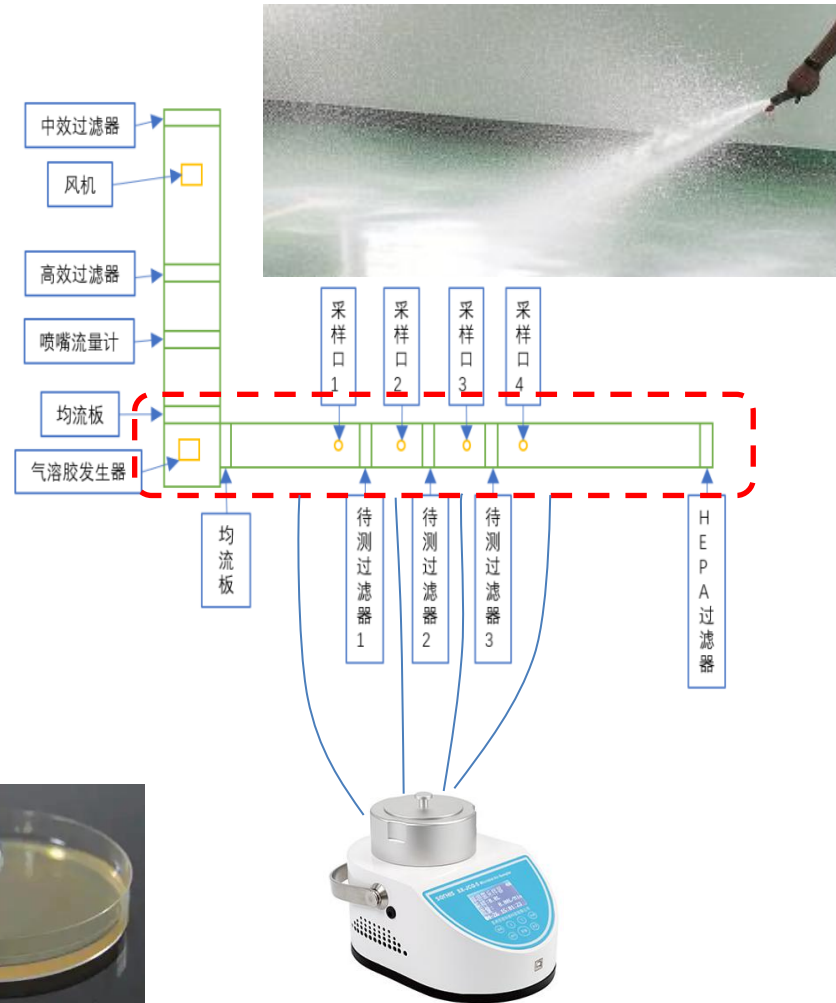 中效过滤器
风机
高效过滤器
喷嘴流量计
均流板
气溶胶发生器
采样口1
采样口2
采样口3
采样口4
均流板
待测过滤器1
待测过滤器2
待测过滤器3
HEPA过滤器